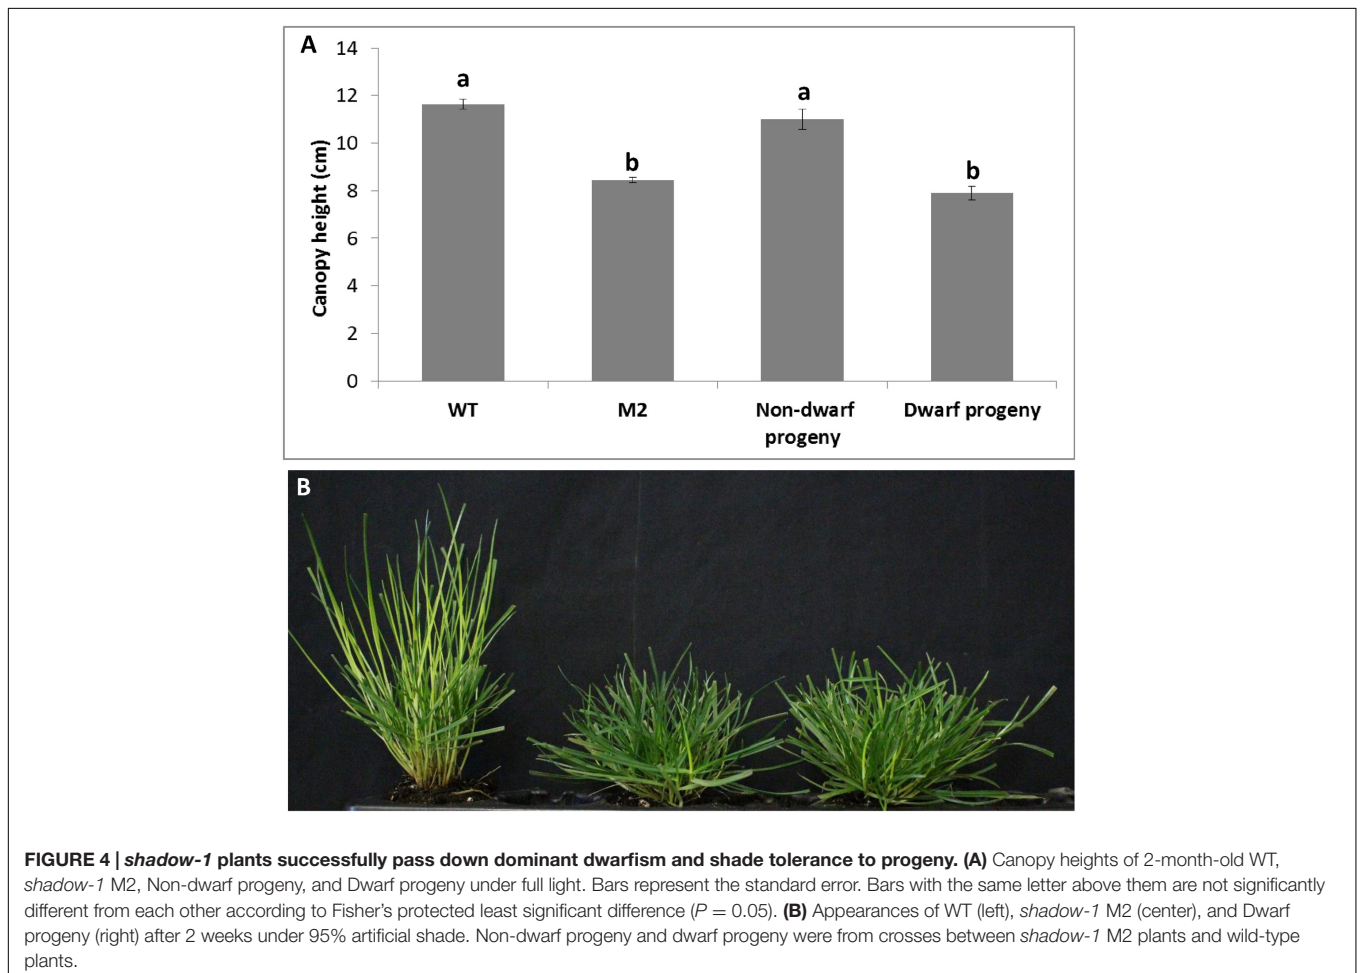 A
14
12
10
8
6
4
2
0
Canopy height (cm)
a
b
a
b
WT
M2
Non-dwarf
progeny
Dwarf progeny
B
FIGURE 4 | shadow-1 plants successfully pass down dominant dwarfism and shade tolerance to progeny. (A) Canopy heights of 2-month-old WT,
shadow-1 M2, Non-dwarf progeny, and Dwarf progeny under full light. Bars represent the standard error. Bars with the same letter above them are not significantly
different from each other according to Fisher's protected least significant difference (P = 0.05). (B) Appearances of WT (left), shadow-1 M2 (center), and Dwarf
progeny (right) after 2 weeks under 95% artificial shade. Non-dwarf progeny and dwarf progeny were from crosses between shadow-1 M2 plants and wild-type
plants.